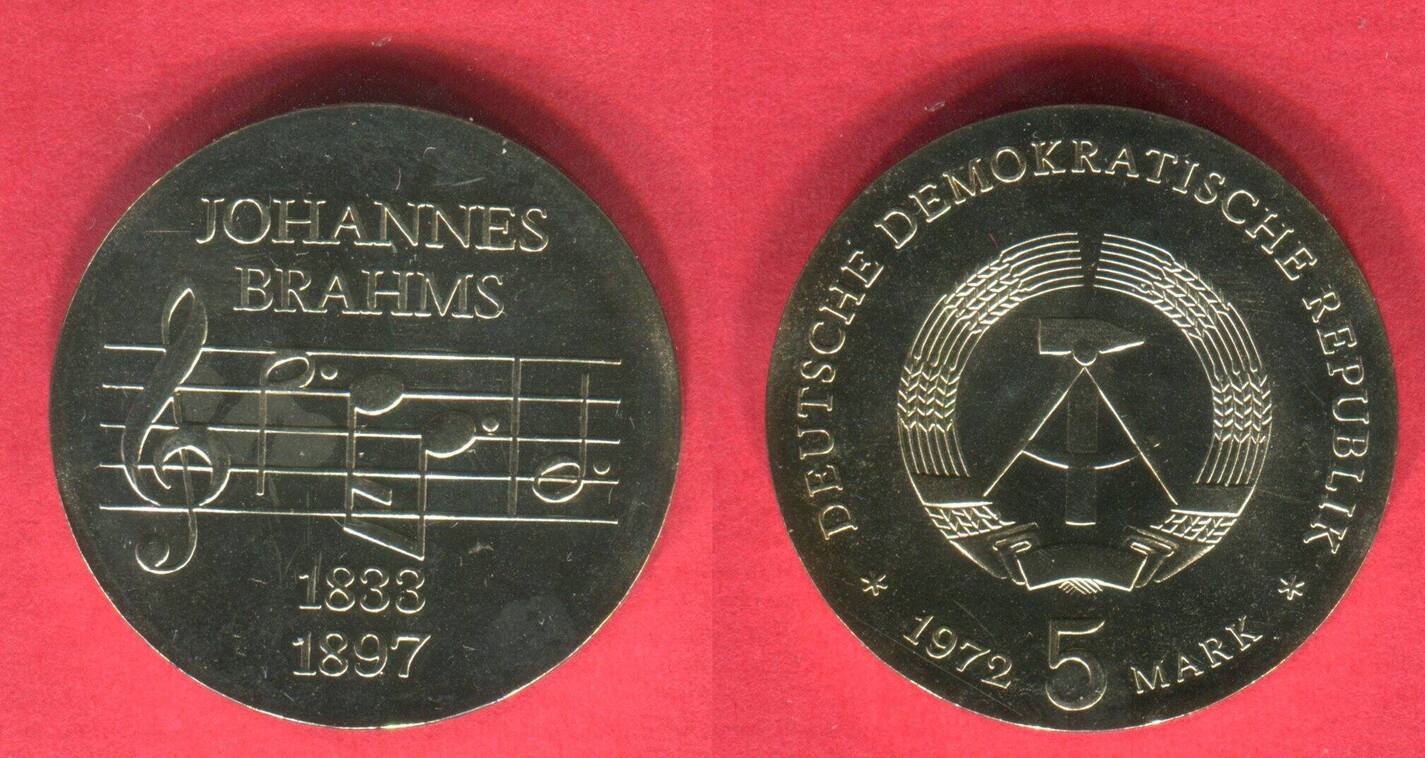 JOHANNES
BRAHMS
1833
1897
DEUTSCHE DEMOKRATISCHE REPUBLIK
* 1972 5 MARK *